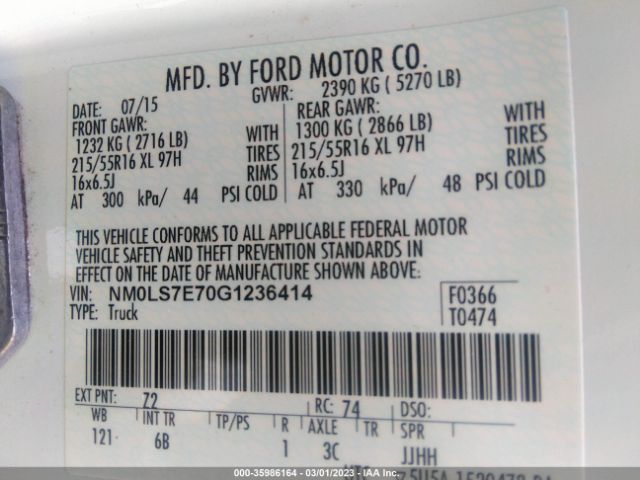 MFD. BY FORD MOTOR CO.
DATE: 07/15 GVWR: 2390 KG ( 5270 LB)
FRONT GAWR: REAR GAWR:
1232 KG ( 2716 LB) WITH 1300 KG ( 2866 LB) WITH
215/55R16 XL 97H TIRES 215/55R16 XL 97H TIRES
16x6.5J RIMS 16x6.5J RIMS
AT 300 kPa/ 44 PSI COLD AT 330 kPa/ 48 PSI COLD
THIS VEHICLE CONFORMS TO ALL APPLICABLE FEDERAL MOTOR
VEHICLE SAFETY AND THEFT PREVENTION STANDARDS IN
EFFECT ON THE DATE OF MANUFACTURE SHOWN ABOVE.
VIN: NM0LS7E70G1236414 F0366
TYPE: Truck T0474
EXT PNT: Z2 RC: 74 DSO:
WB INT TR TP/PS R AXLE TR SPR
121 6B 1 3C JJHH
000-35986164 - 03/01/2023 - IAAI.COM